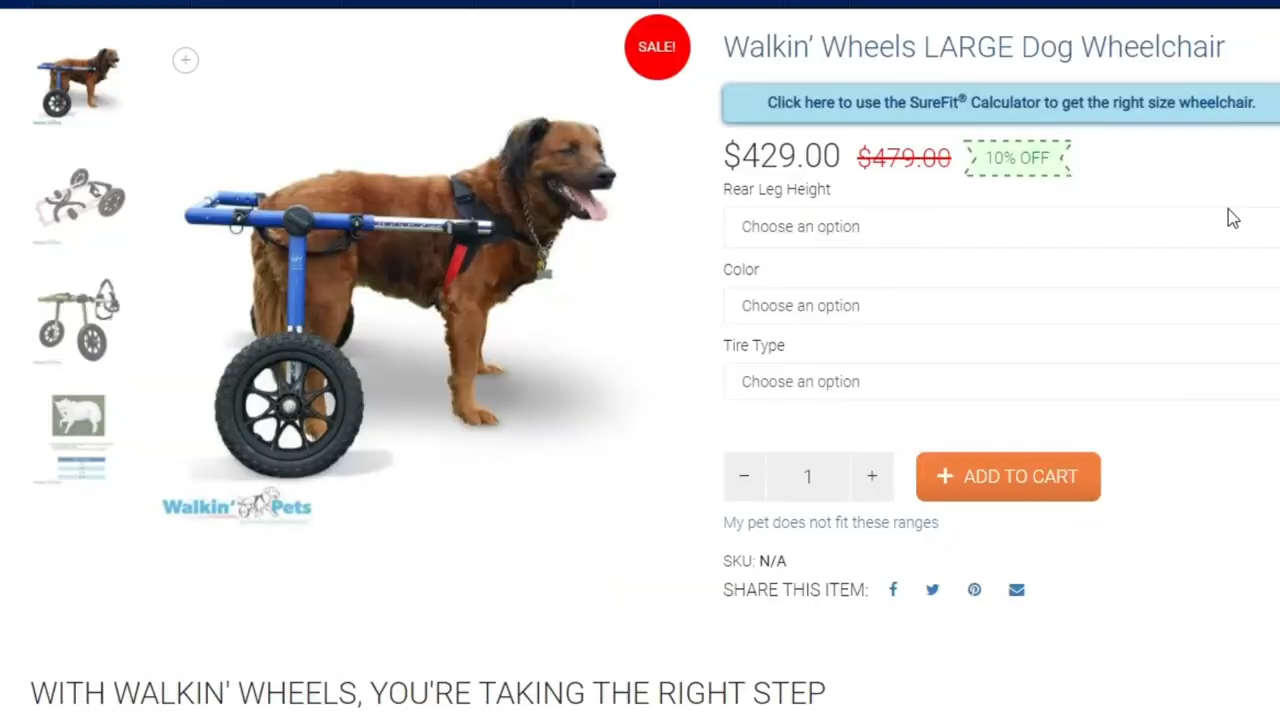 SALE!
Walkin’ Wheels LARGE Dog Wheelchair
Click here to use the SureFit® Calculator to get the right size wheelchair.
$429.00 $479.00 10% OFF
Rear Leg Height
Choose an option
Color
Choose an option
Tire Type
Choose an option
− 1 +
+ ADD TO CART
Walkin' Pets
My pet does not fit these ranges
SKU: N/A
SHARE THIS ITEM:
WITH WALKIN' WHEELS, YOU'RE TAKING THE RIGHT STEP